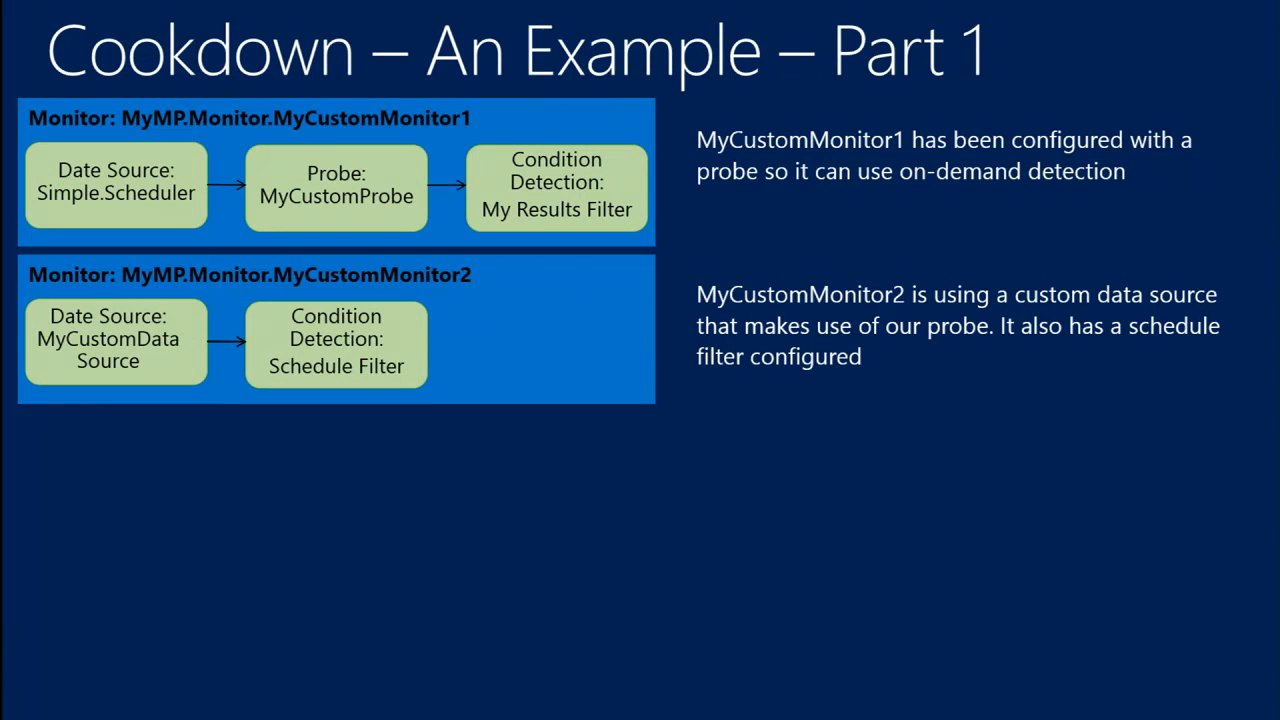 Cookdown – An Example – Part 1
Monitor: MyMP.Monitor.MyCustomMonitor1
Date Source:
Simple.Scheduler
Probe:
MyCustomProbe
Condition
Detection:
My Results Filter
MyCustomMonitor1 has been configured with a
probe so it can use on-demand detection
Monitor: MyMP.Monitor.MyCustomMonitor2
Date Source:
MyCustomData
Source
Condition
Detection:
Schedule Filter
MyCustomMonitor2 is using a custom data source
that makes use of our probe. It also has a schedule
filter configured